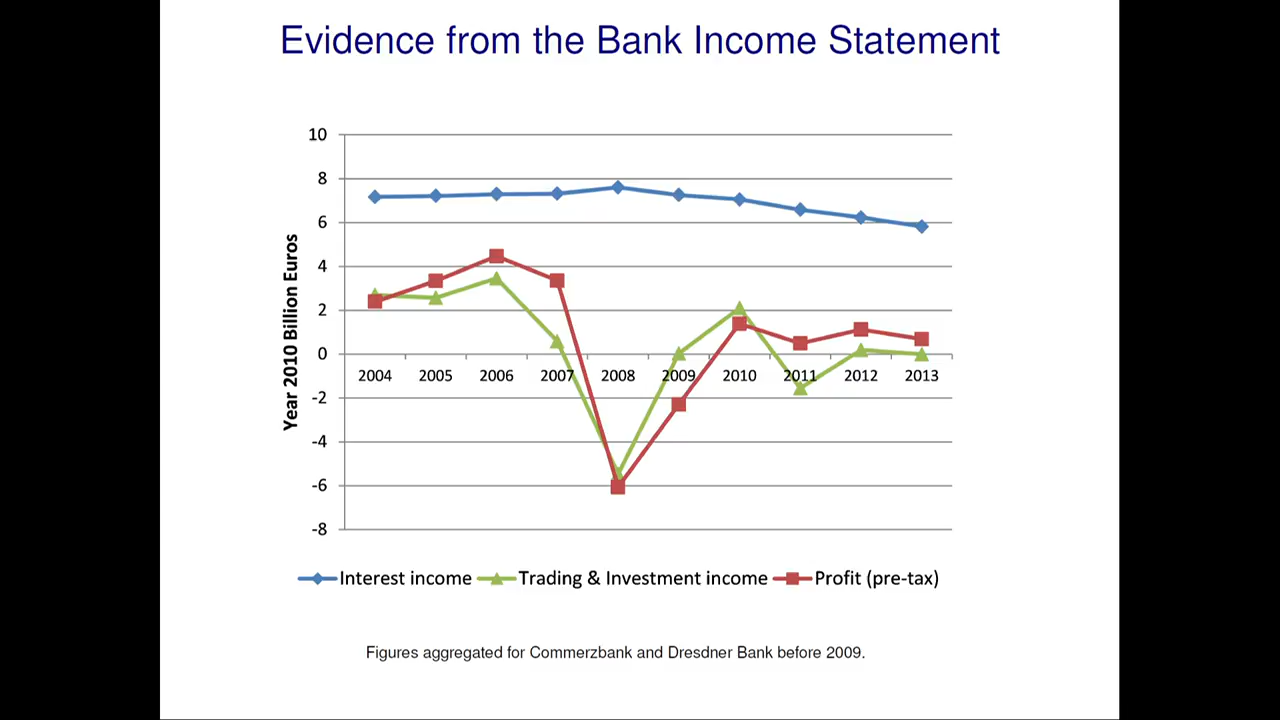 Evidence from the Bank Income Statement
Year 2010 Billion Euros
10
8
6
4
2
0
-2
-4
-6
-8
2004 2005 2006 2007 2008 2009 2010 2011 2012 2013
Interest income Trading & Investment income Profit (pre-tax)
Figures aggregated for Commerzbank and Dresdner Bank before 2009.